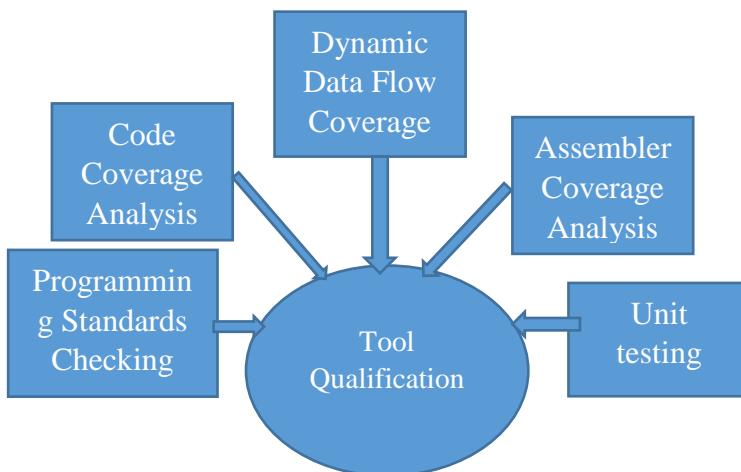 Dynamic
Data Flow
Coverage
Code
Coverage
Analysis
Assembler
Coverage
Analysis
Programmin
g Standards
Checking
Tool
Qualification
Unit
testing